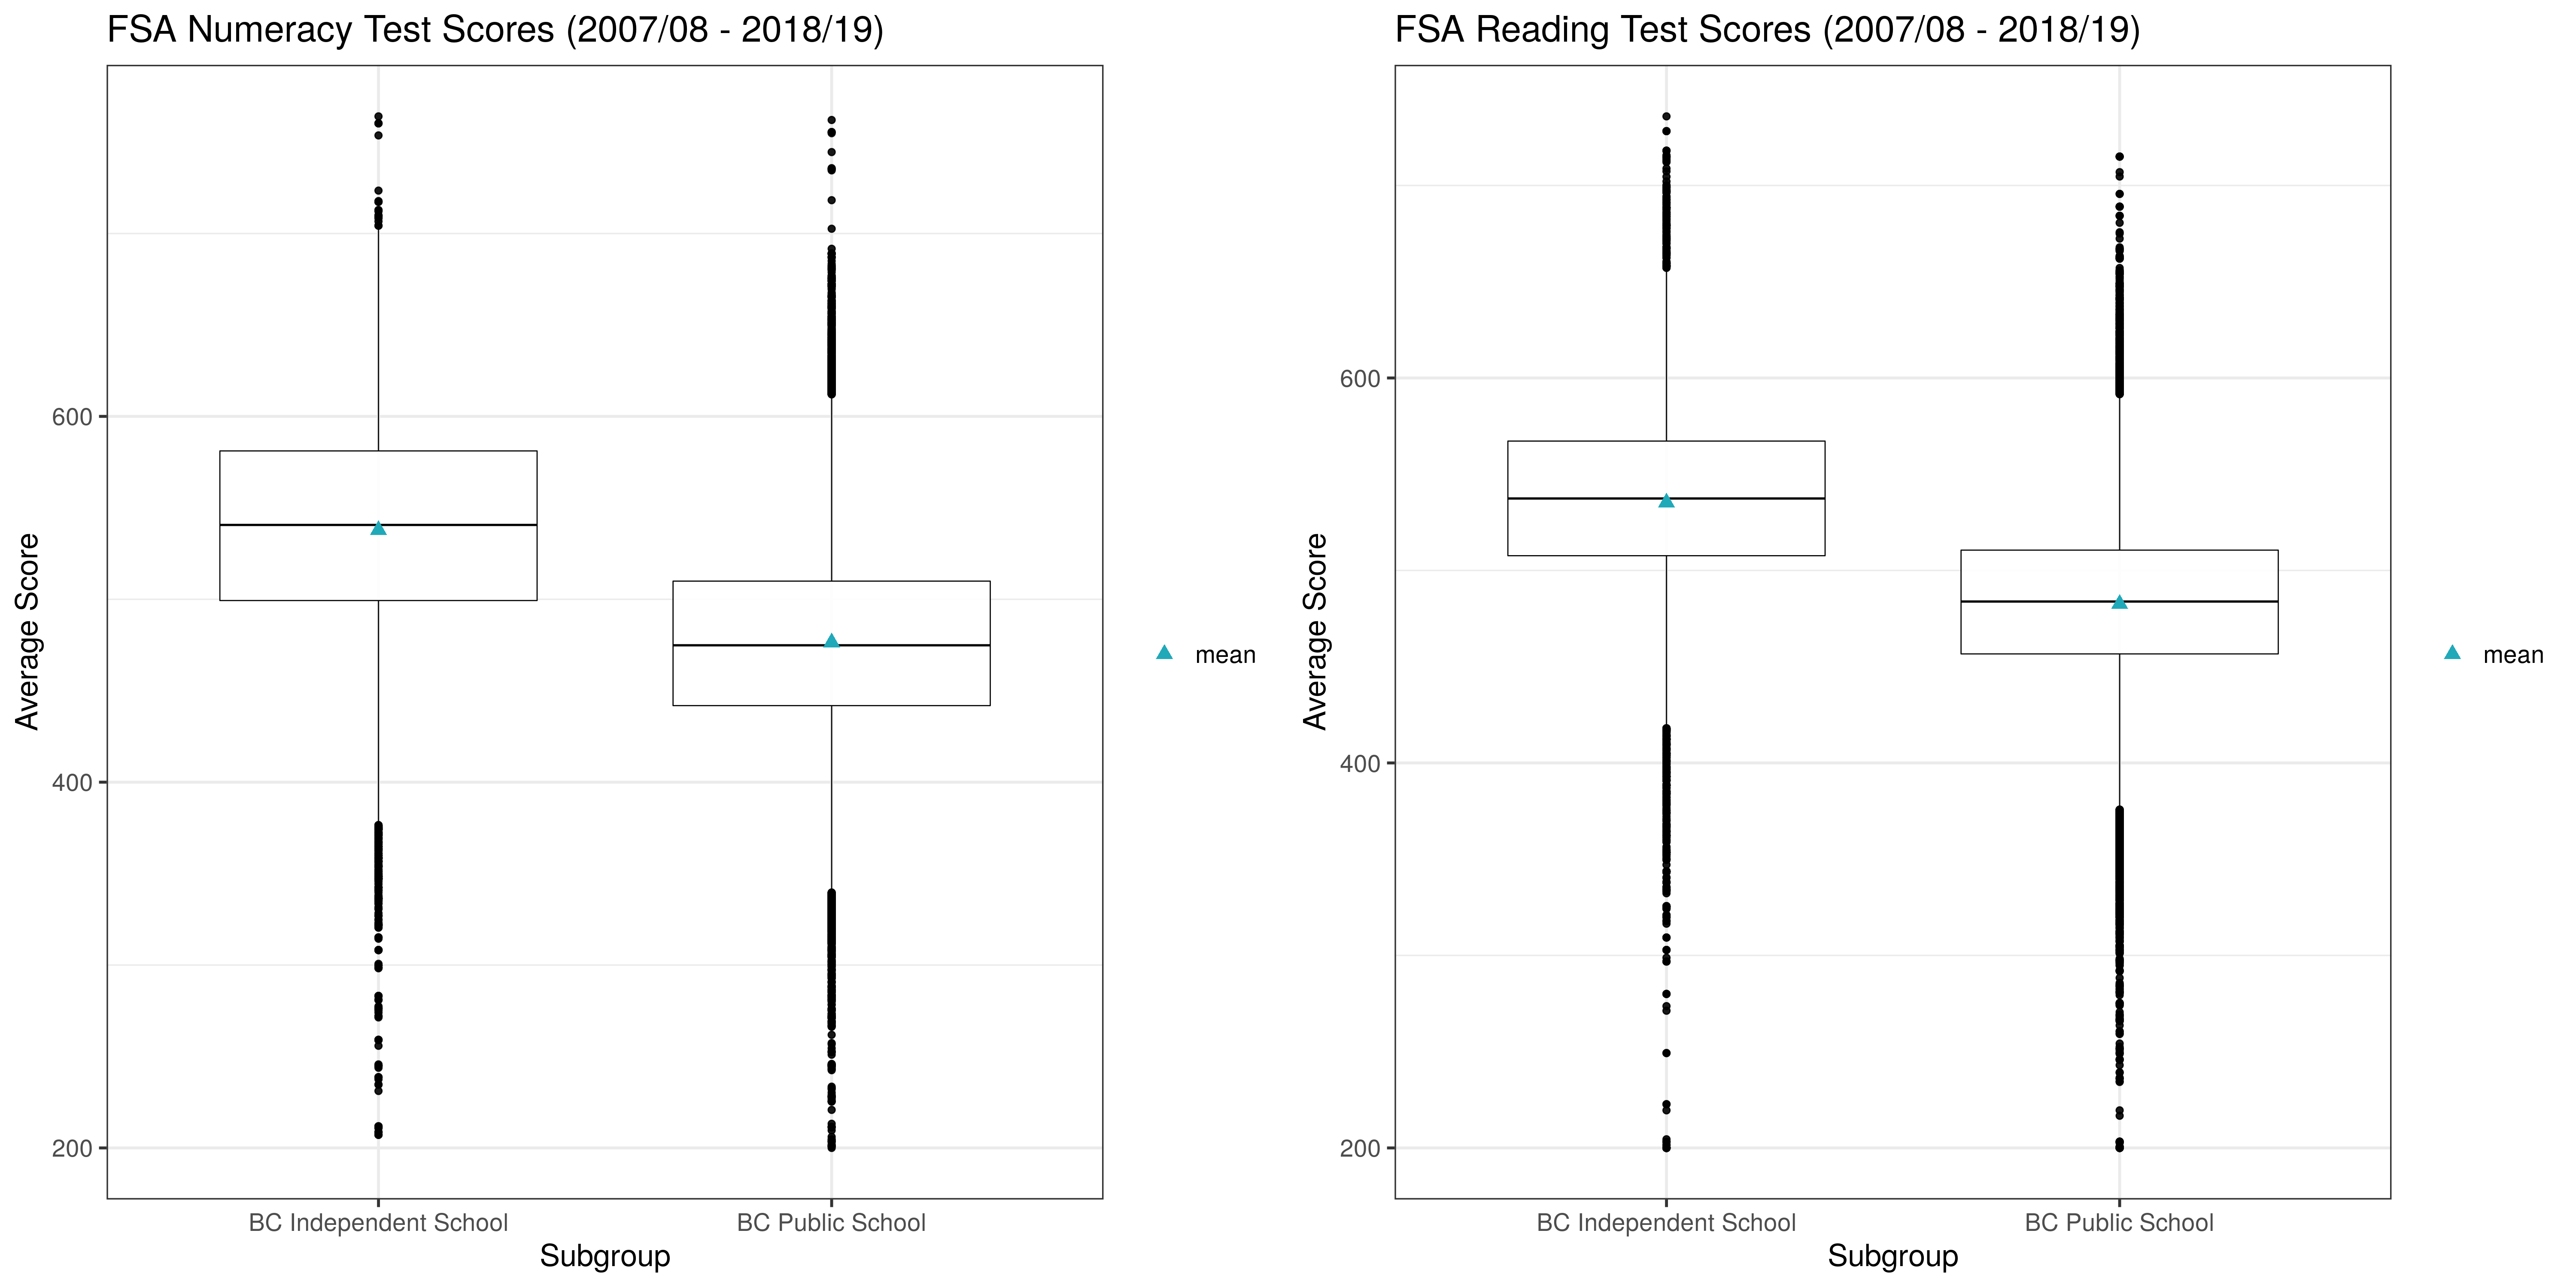 FSA Numeracy Test Scores (2007/08 - 2018/19)
Average Score
600
400
200
BC Independent School
BC Public School
Subgroup
mean
FSA Reading Test Scores (2007/08 - 2018/19)
Average Score
600
400
200
BC Independent School
BC Public School
Subgroup
mean